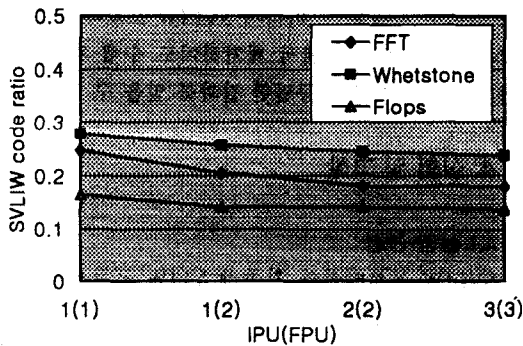 0.5
0.4
0.3
0.2
0.1
0
SVLIW code ratio
FFT
Whetstone
Flops
1(1) 1(2) 2(2) 3(3)
IPU(FPU)